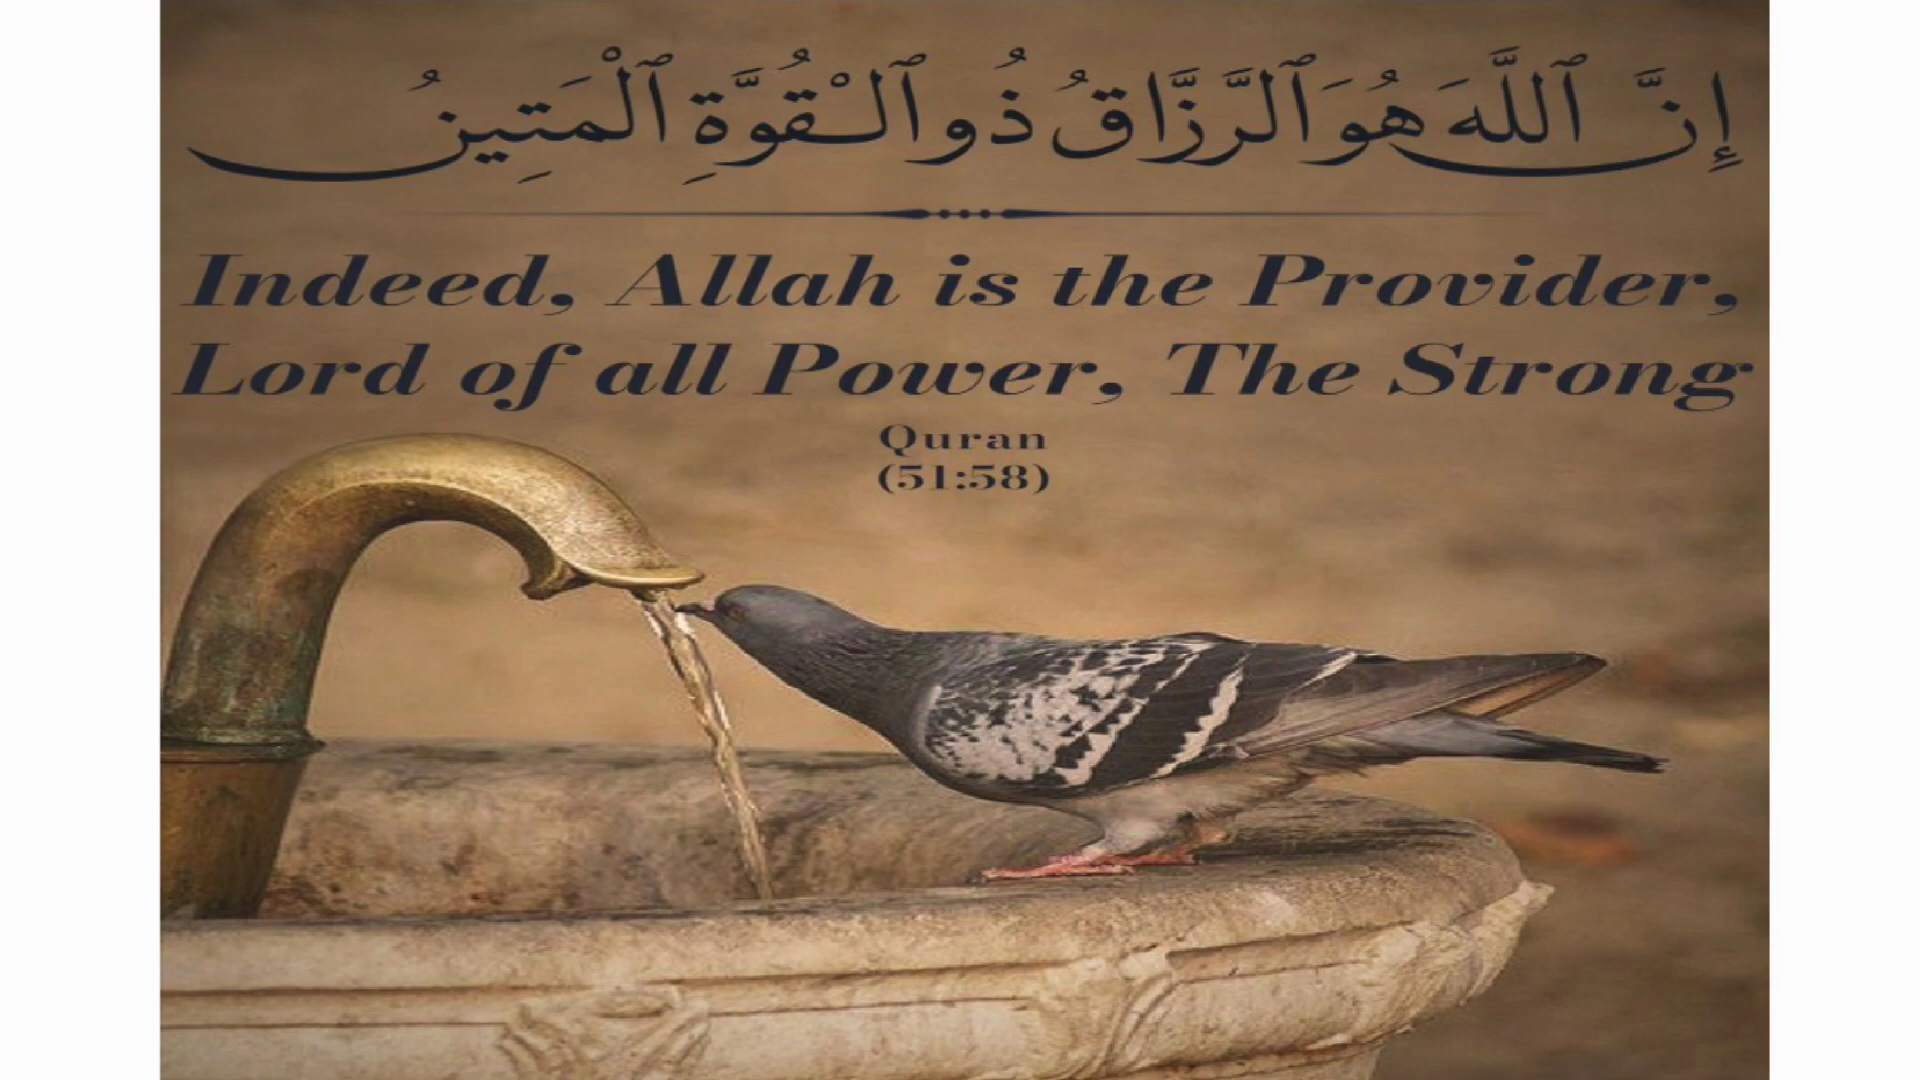 إِنَّ ٱللَّهَ هُوَ ٱلرَّزَّاقُ ذُو ٱلْقُوَّةِ ٱلْمَتِينُ
Indeed, Allah is the Provider,
Lord of all Power, The Strong
Quran
(51:58)